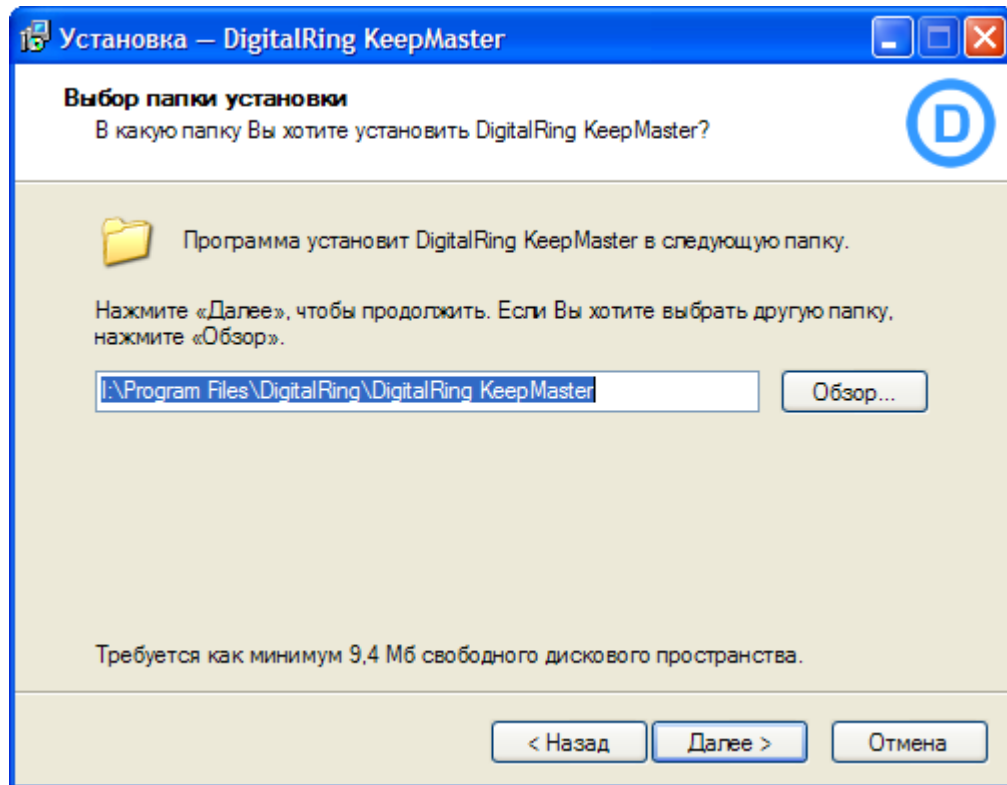 Установка — DigitalRing KeepMaster
Выбор папки установки
В какую папку Вы хотите установить DigitalRing KeepMaster?
D
Программа установит DigitalRing KeepMaster в следующую папку.
Нажмите «Далее», чтобы продолжить. Если Вы хотите выбрать другую папку,
нажмите «Обзор».
I:\Program Files\DigitalRing\DigitalRing KeepMaster
Обзор...
Требуется как минимум 9,4 Мб свободного дискового пространства.
< Назад
Далее >
Отмена